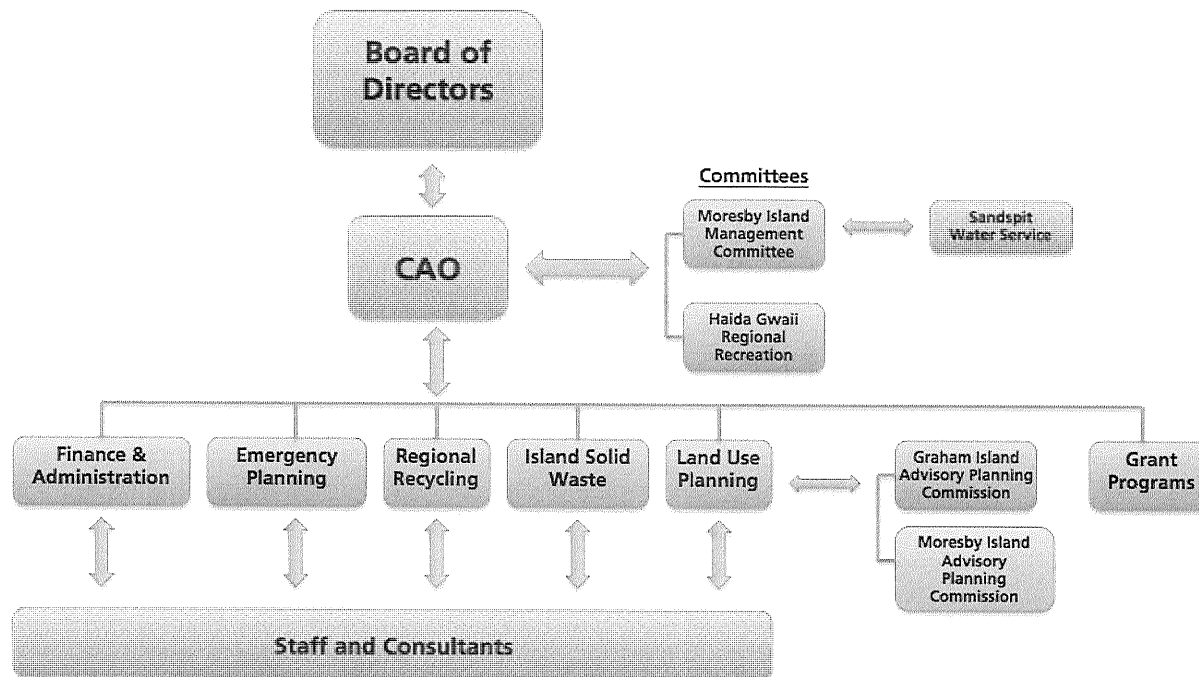 Board of
Directors
Committees
CAO
Moresby Island
Management
Committee
Sandspit
Water Service
Haida Gwaii
Regional
Recreation
Finance &
Administration
Emergency
Planning
Regional
Recycling
Island Solid
Waste
Land Use
Planning
Graham Island
Advisory Planning
Commission
Moresby Island
Advisory
Planning
Commission
Grant
Programs
Staff and Consultants